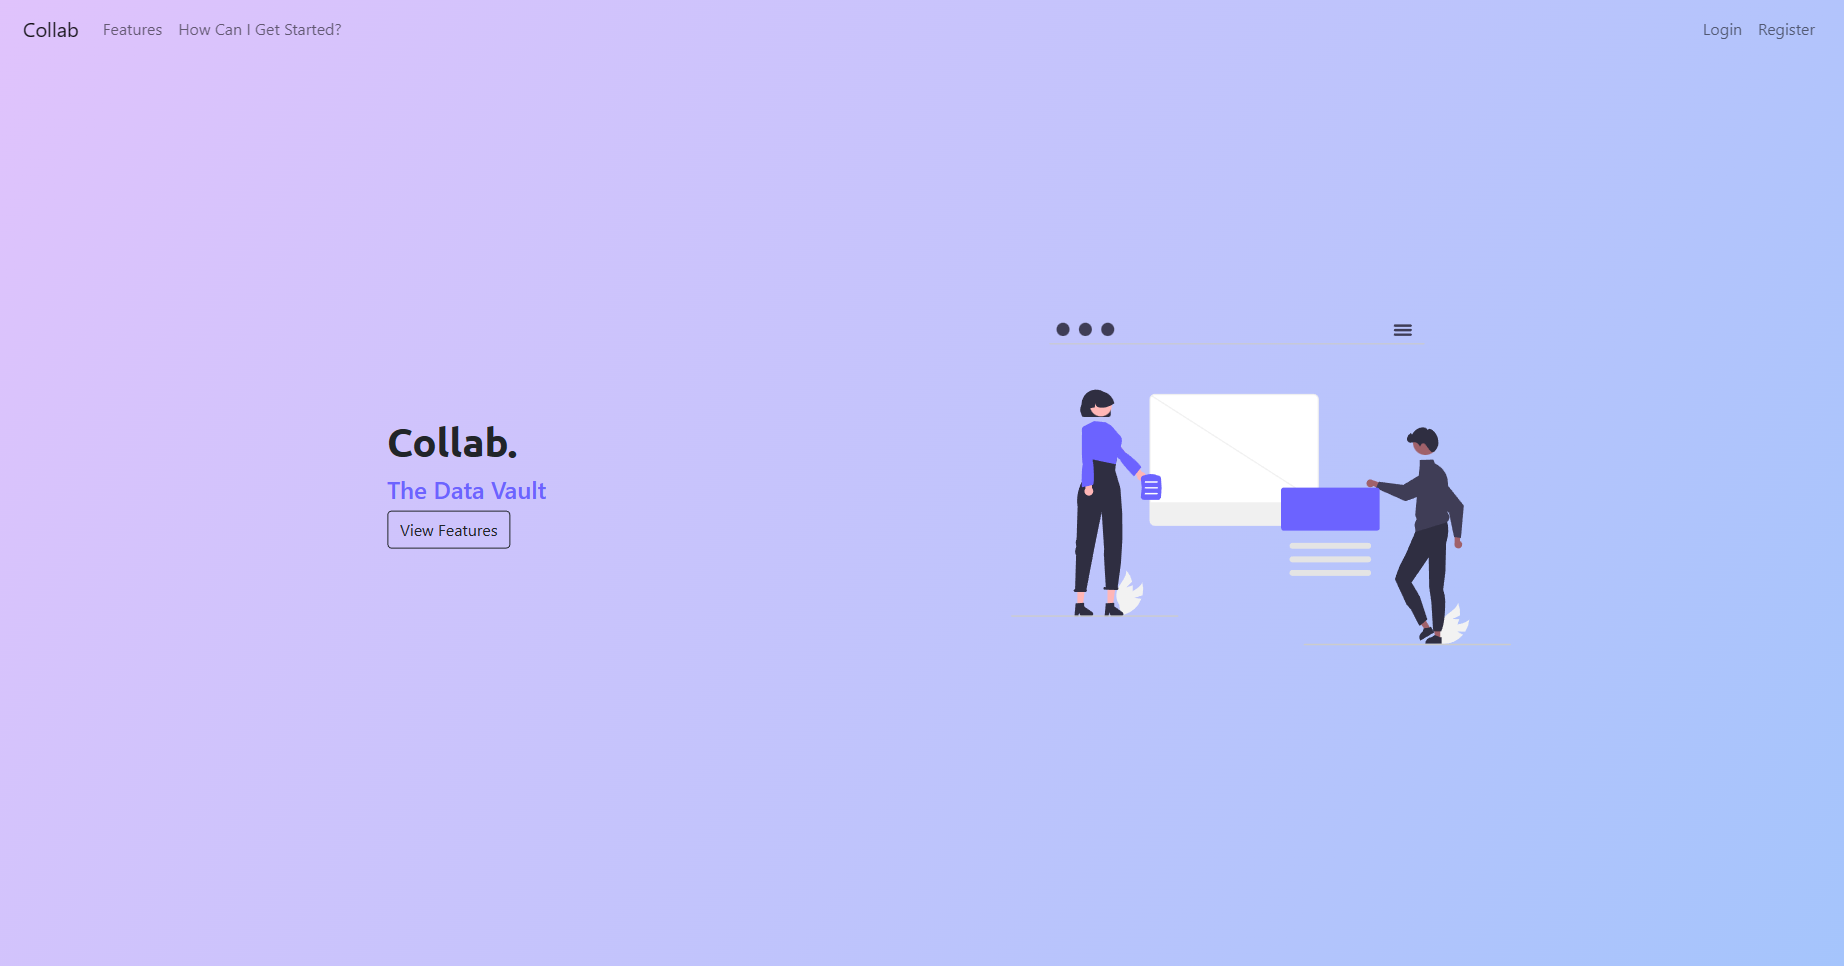 Collab Features How Can I Get Started? Login Register
Collab.
The Data Vault
View Features